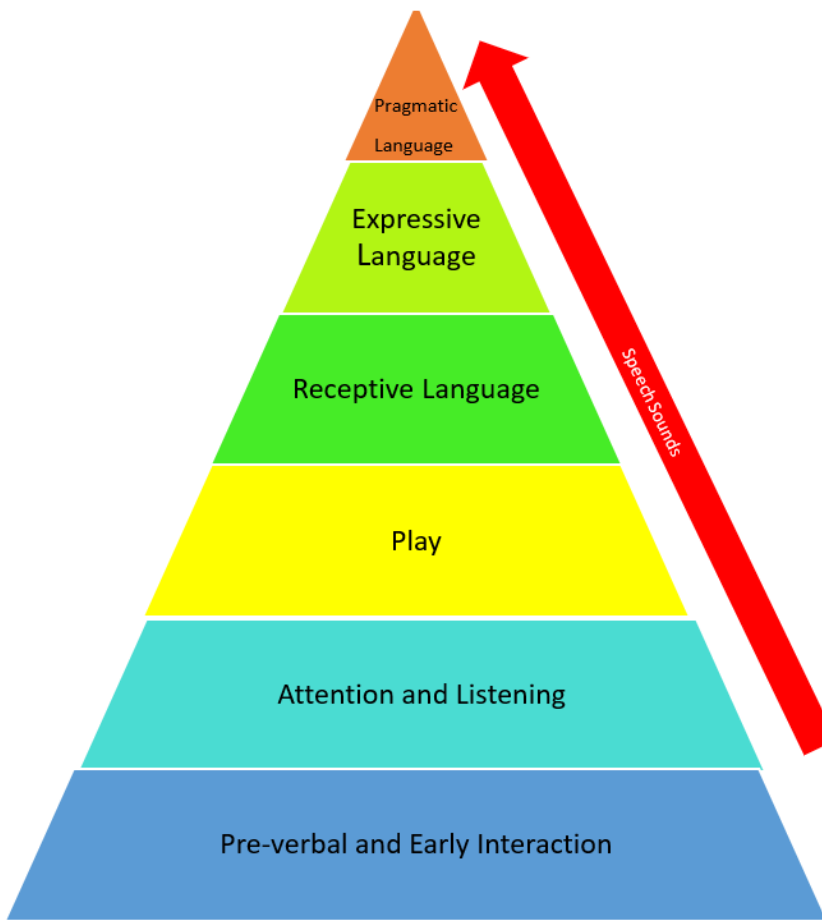 Pragmatic
Language
Expressive
Language
Receptive Language
Speech Sounds
Play
Attention and Listening
Pre-verbal and Early Interaction